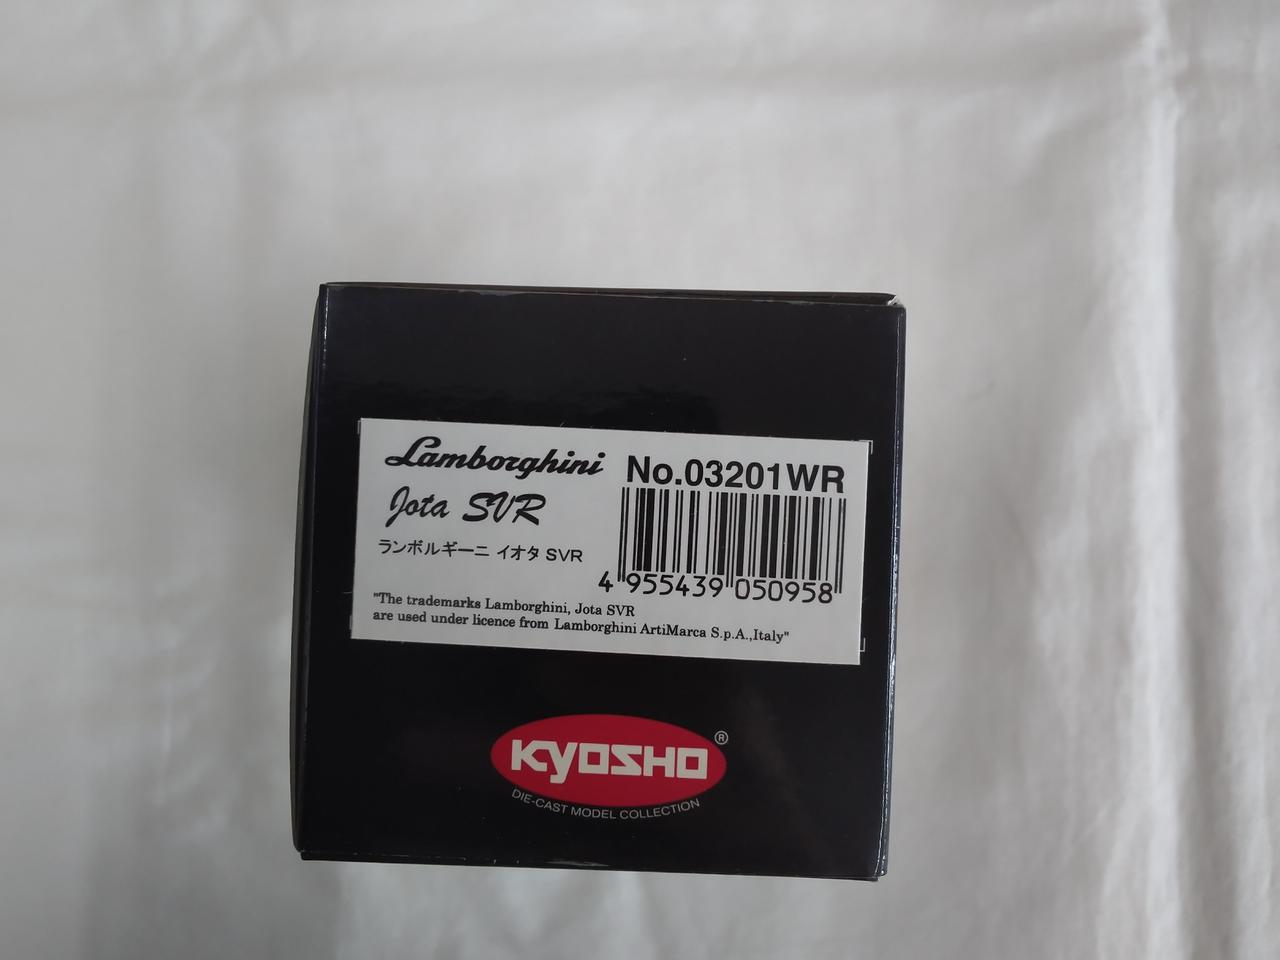 Lamborghini
Jota SVR
ランボルギーニ イオタ SVR
No.03201WR
4 955439 050958
"The trademarks Lamborghini, Jota SVR
are used under licence from Lamborghini ArtiMarca S.p.A.,Italy"
KYOSHO ®
DIE-CAST MODEL COLLECTION